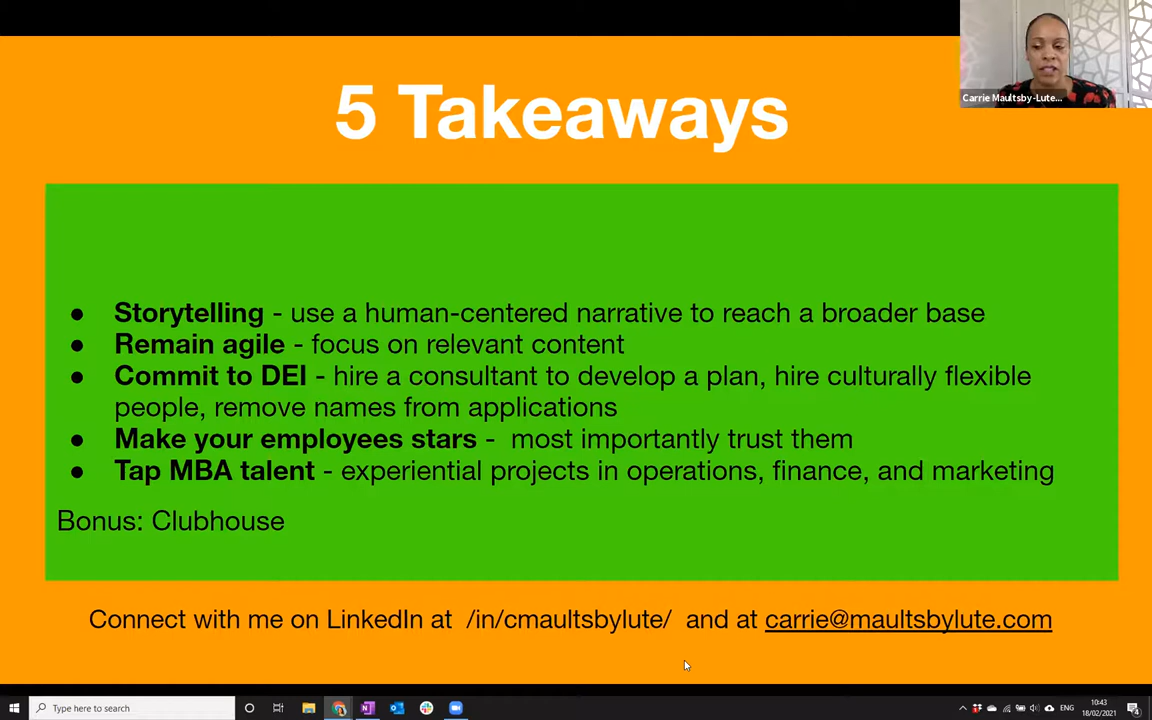 Carrie Maultsby-Lute...
5 Takeaways
● Storytelling - use a human-centered narrative to reach a broader base
● Remain agile - focus on relevant content
● Commit to DEI - hire a consultant to develop a plan, hire culturally flexible
people, remove names from applications
● Make your employees stars - most importantly trust them
● Tap MBA talent - experiential projects in operations, finance, and marketing
Bonus: Clubhouse
Connect with me on LinkedIn at /in/cmaultsbylute/ and at carrie@maultsbylute.com
Type here to search
ENG
10:43
18/02/2021
4